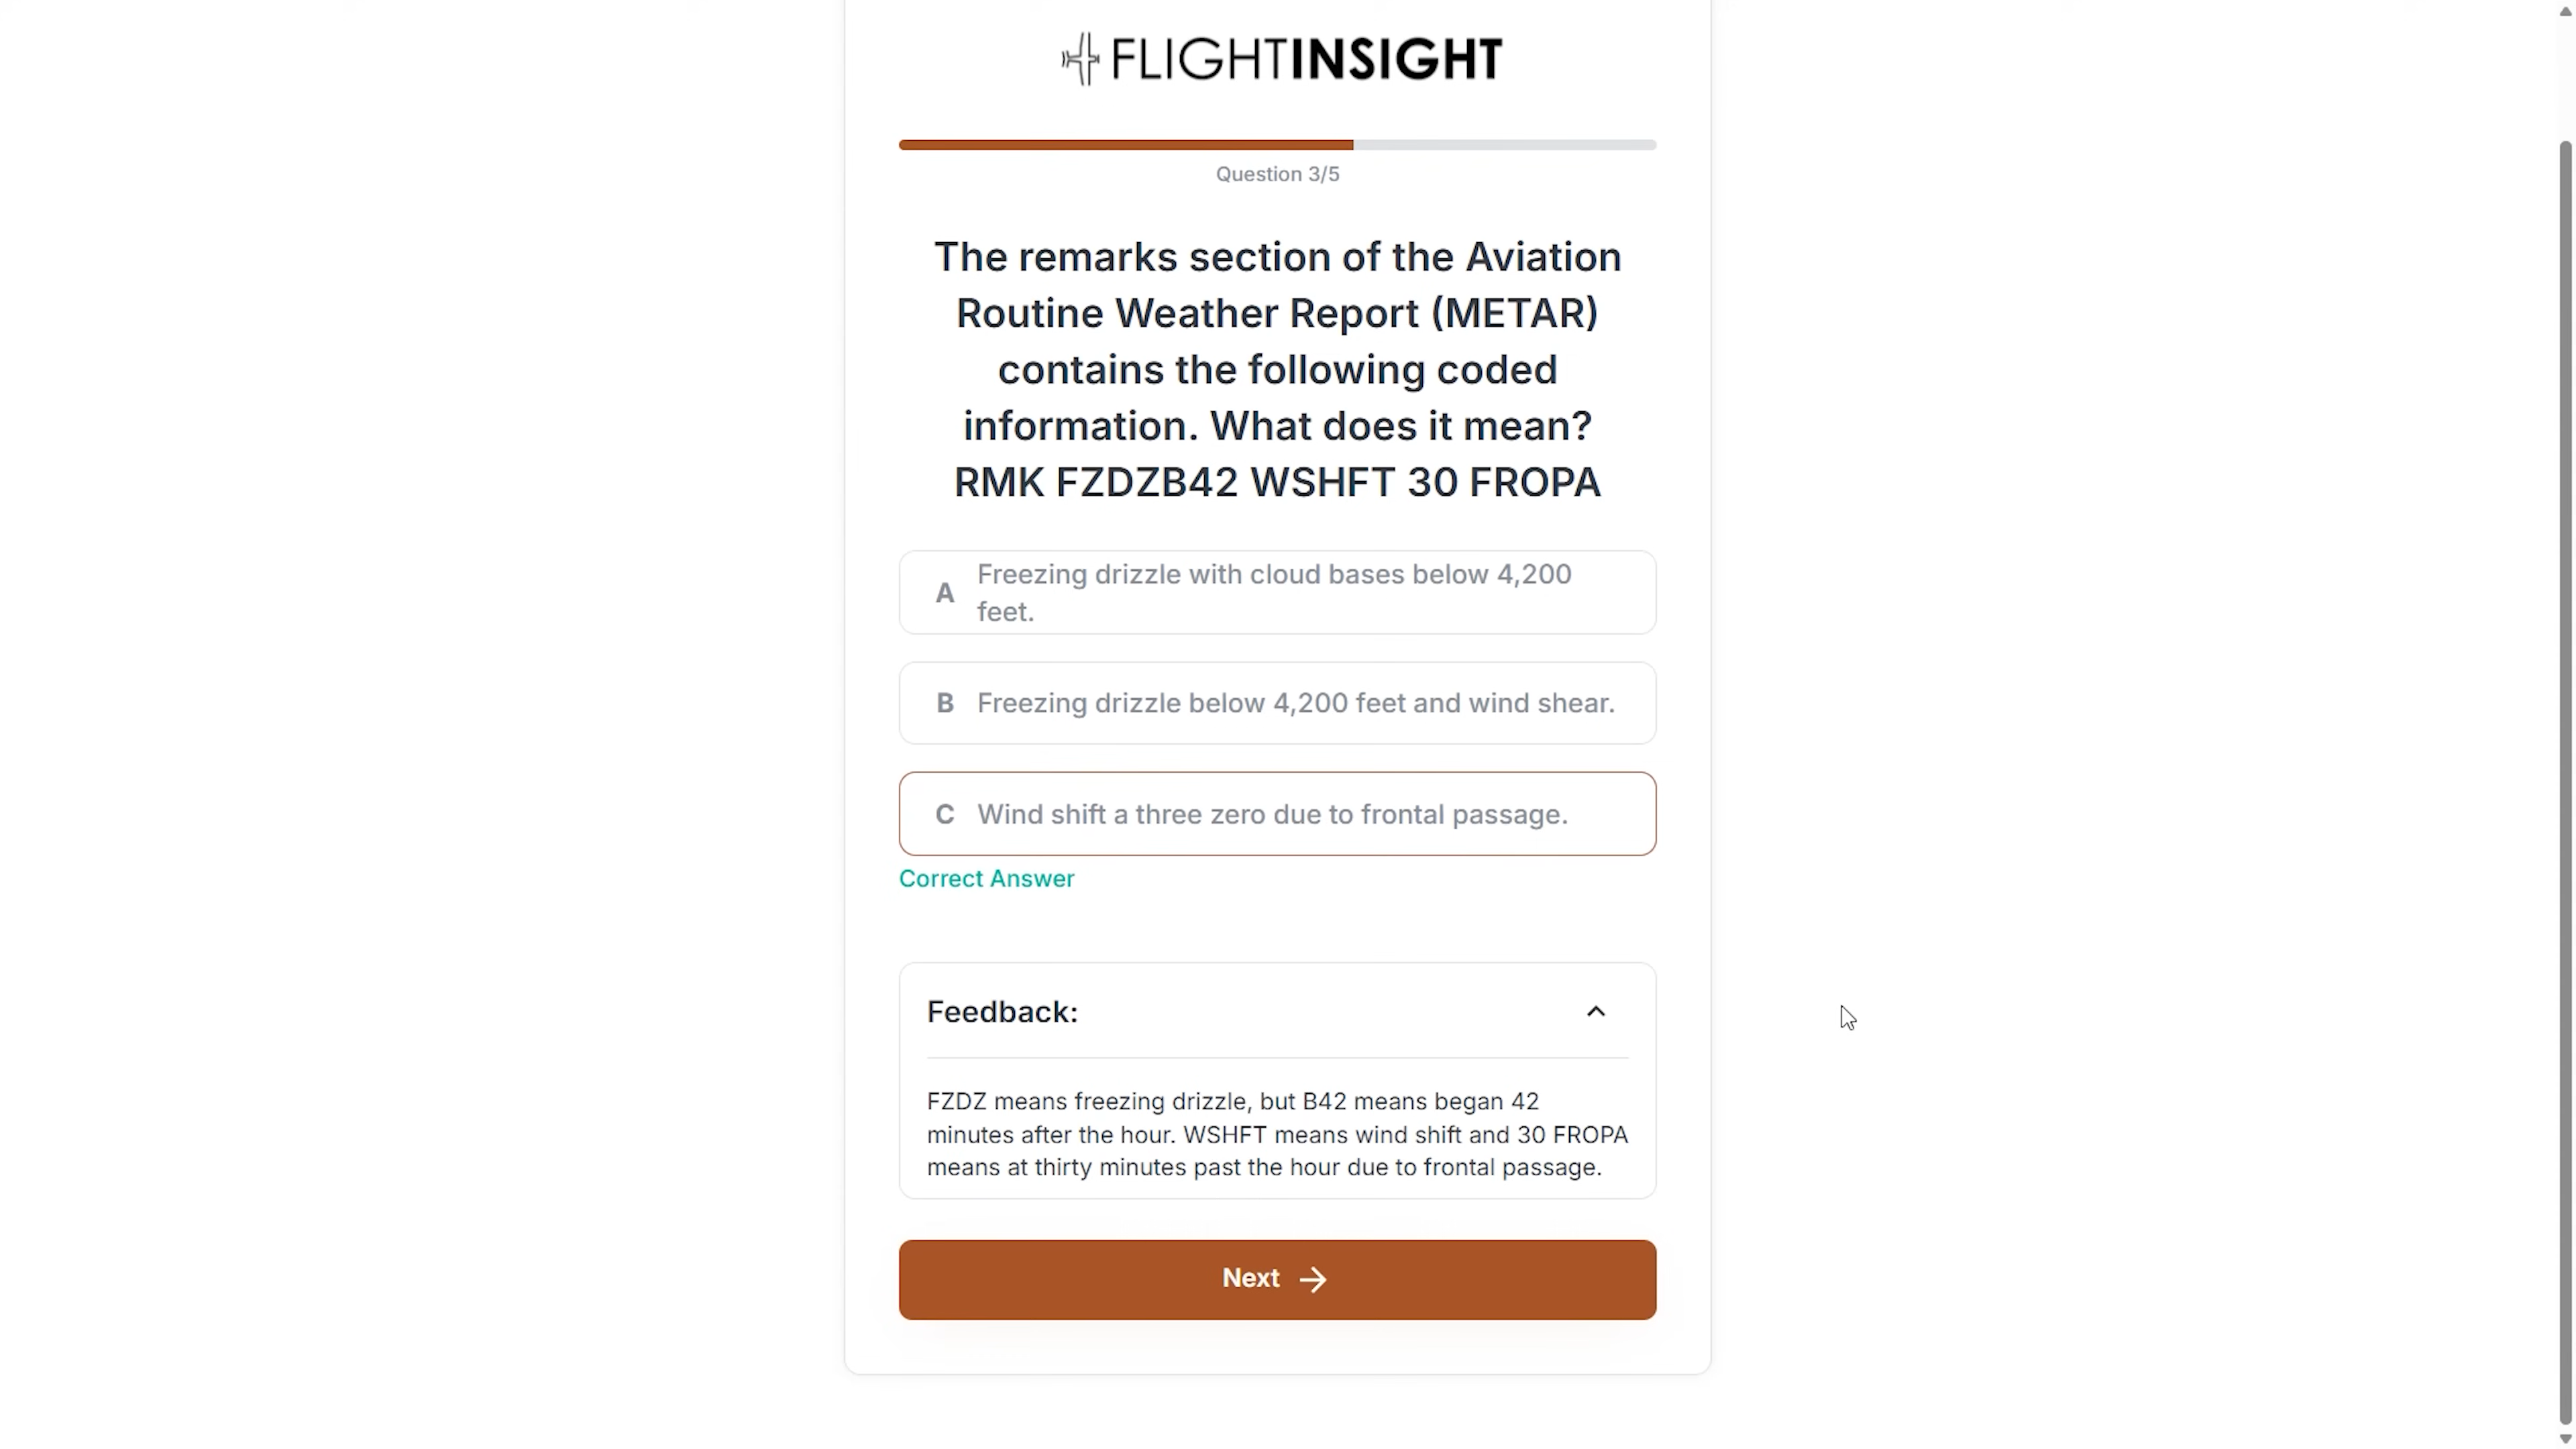 FLIGHTINSIGHT
Question 3/5
The remarks section of the Aviation
Routine Weather Report (METAR)
contains the following coded
information. What does it mean?
RMK FZDZB42 WSHFT 30 FROPA
A Freezing drizzle with cloud bases below 4,200
feet.
B Freezing drizzle below 4,200 feet and wind shear.
C Wind shift a three zero due to frontal passage.
Correct Answer
Feedback:
FZDZ means freezing drizzle, but B42 means began 42
minutes after the hour. WSHFT means wind shift and 30 FROPA
means at thirty minutes past the hour due to frontal passage.
Next